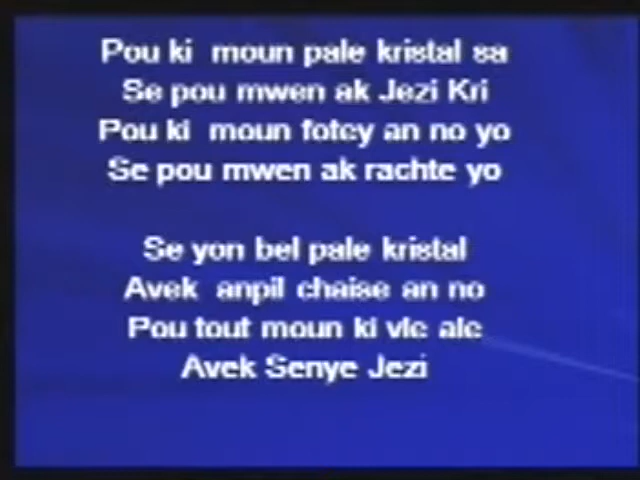 Pou ki moun pale kristal sa
Se pou mwen ak Jezi Kri
Pou ki moun fotey an no yo
Se pou mwen ak rachte yo
Se yon bel pale kristal
Avek anpil chaise an no
Pou tout moun ki vle ale
Avek Senye Jezi